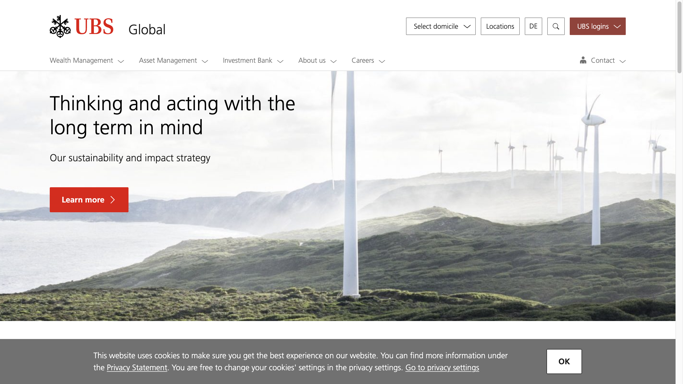 UBS Global
Select domicile
Locations
DE
UBS logins
Wealth Management
Asset Management
Investment Bank
About us
Careers
Contact
Thinking and acting with the
long term in mind
Our sustainability and impact strategy
Learn more
This website uses cookies to make sure you get the best experience on our website. You can find more information under
the Privacy Statement. You are free to change your cookies' settings in the privacy settings. Go to privacy settings
OK